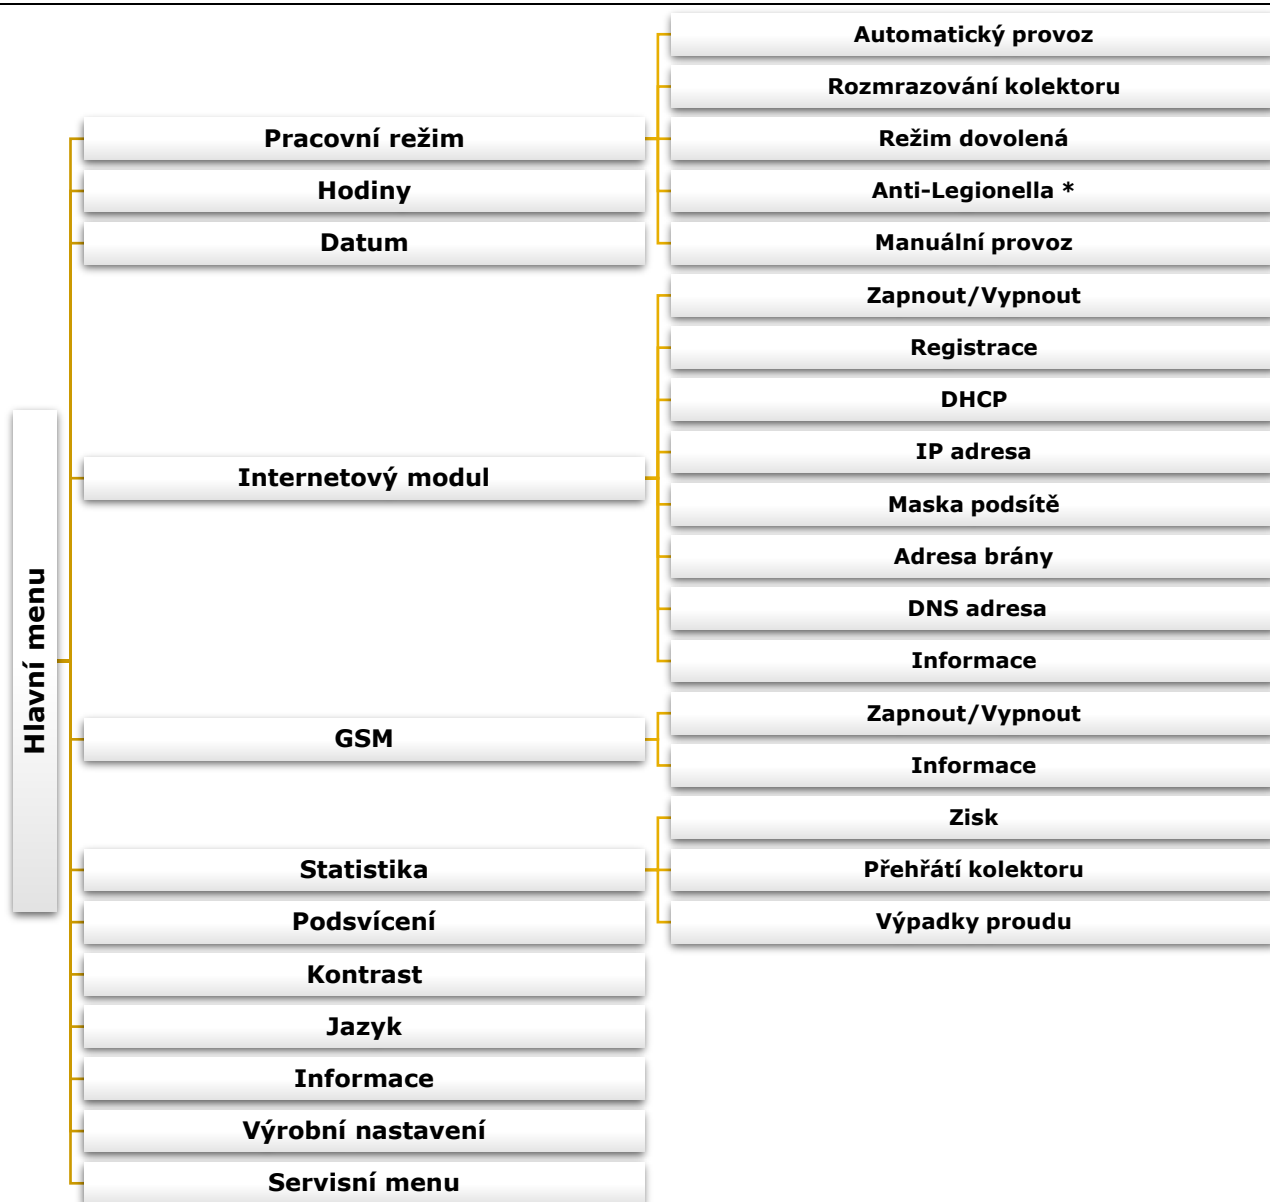 Hlavní menu
Pracovní režim
Automatický provoz
Rozmrazování kolektoru
Režim dovolená
Anti-Legionella *
Manuální provoz
Hodiny
Datum
Internetový modul
Zapnout/Vypnout
Registrace
DHCP
IP adresa
Maska podsítě
Adresa brány
DNS adresa
Informace
GSM
Zapnout/Vypnout
Informace
Statistika
Zisk
Přehřátí kolektoru
Výpadky proudu
Podsvícení
Kontrast
Jazyk
Informace
Výrobní nastavení
Servisní menu